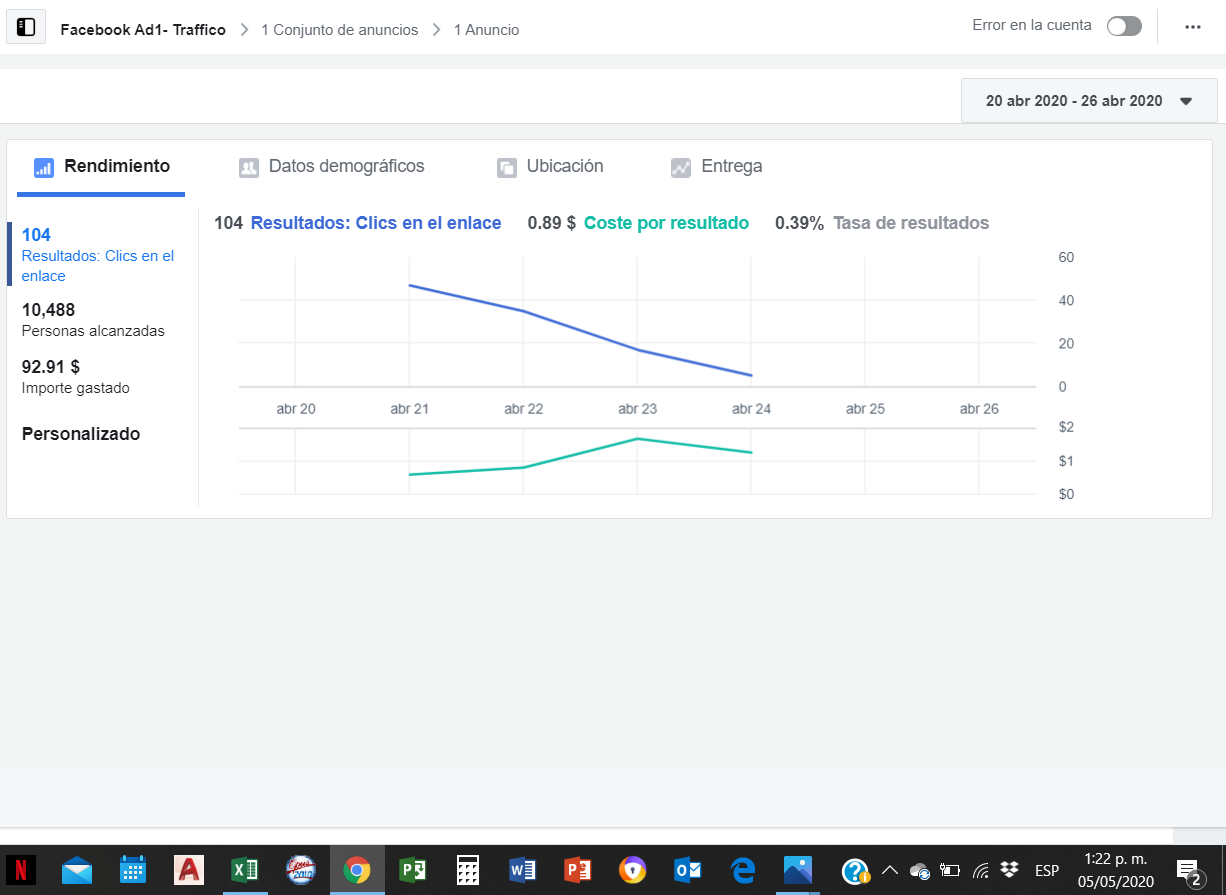 Facebook Ad1- Traffico
1 Conjunto de anuncios
1 Anuncio
Error en la cuenta
20 abr 2020 - 26 abr 2020
Rendimiento
Datos demográficos
Ubicación
Entrega
104
Resultados: Clics en el
enlace
10,488
Personas alcanzadas
92.91 $
Importe gastado
Personalizado
104 Resultados: Clics en el enlace 0.89 $ Coste por resultado 0.39% Tasa de resultados
60
40
20
0
abr 20 abr 21 abr 22 abr 23 abr 24 abr 25 abr 26
$2
$1
$0
ESP
1:22 p. m.
05/05/2020
2